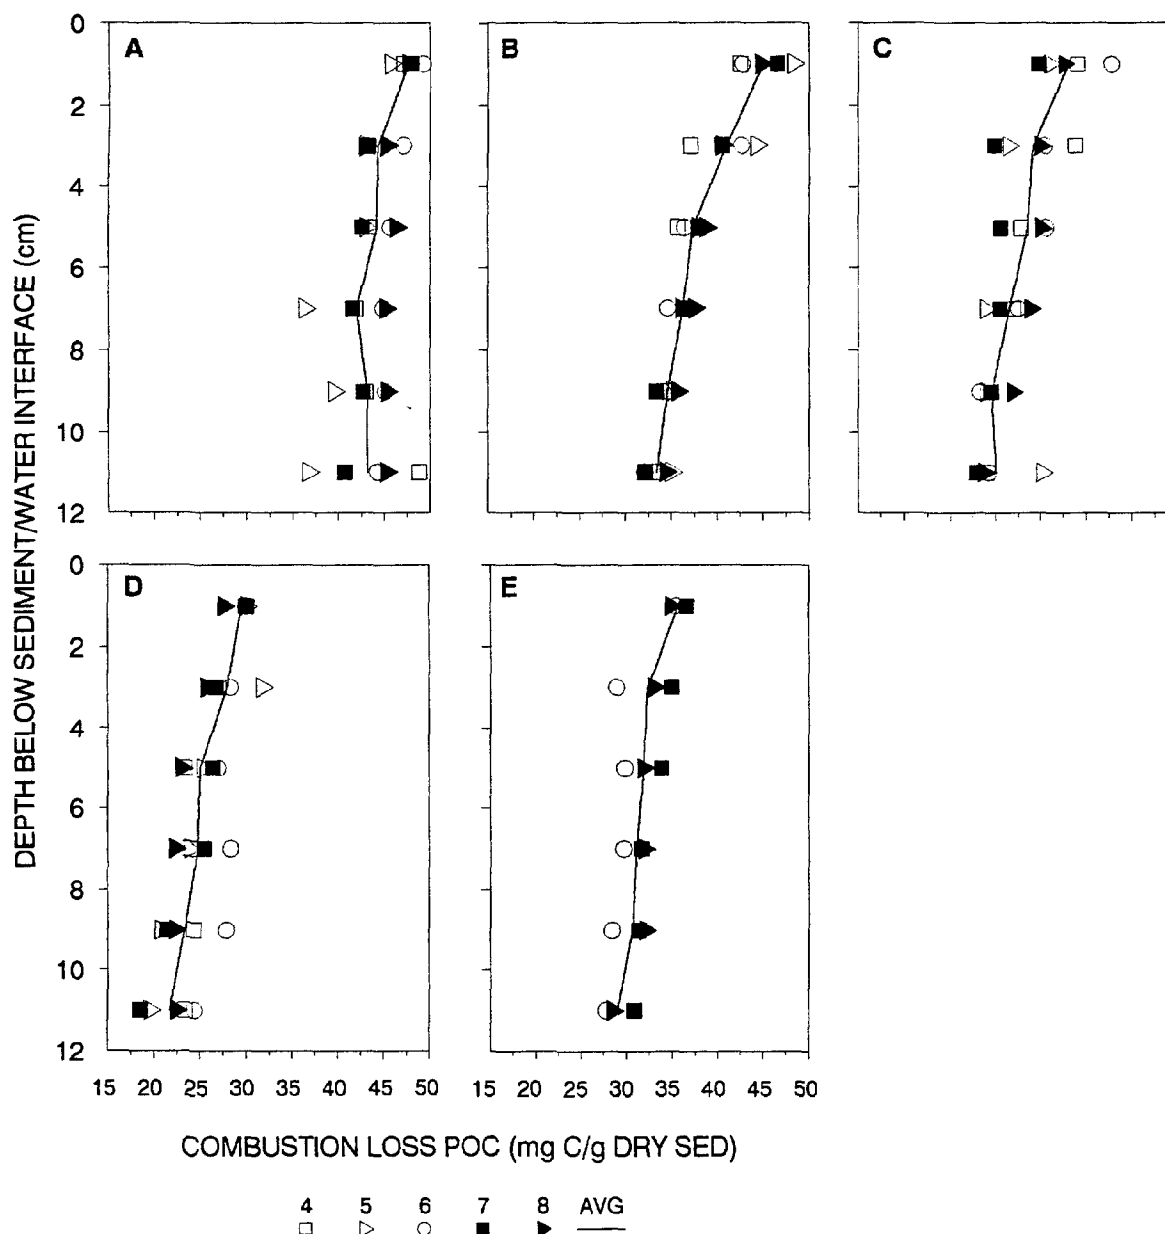 0
2
4
6
8
10
12
A
B
C
DEPTH BELOW SEDIMENT/WATER INTERFACE (cm)
0
2
4
6
8
10
12
D
E
15 20 25 30 35 40 45 50
15 20 25 30 35 40 45 50
COMBUSTION LOSS POC (mg C/g DRY SED)
4 5 6 7 8 AVG